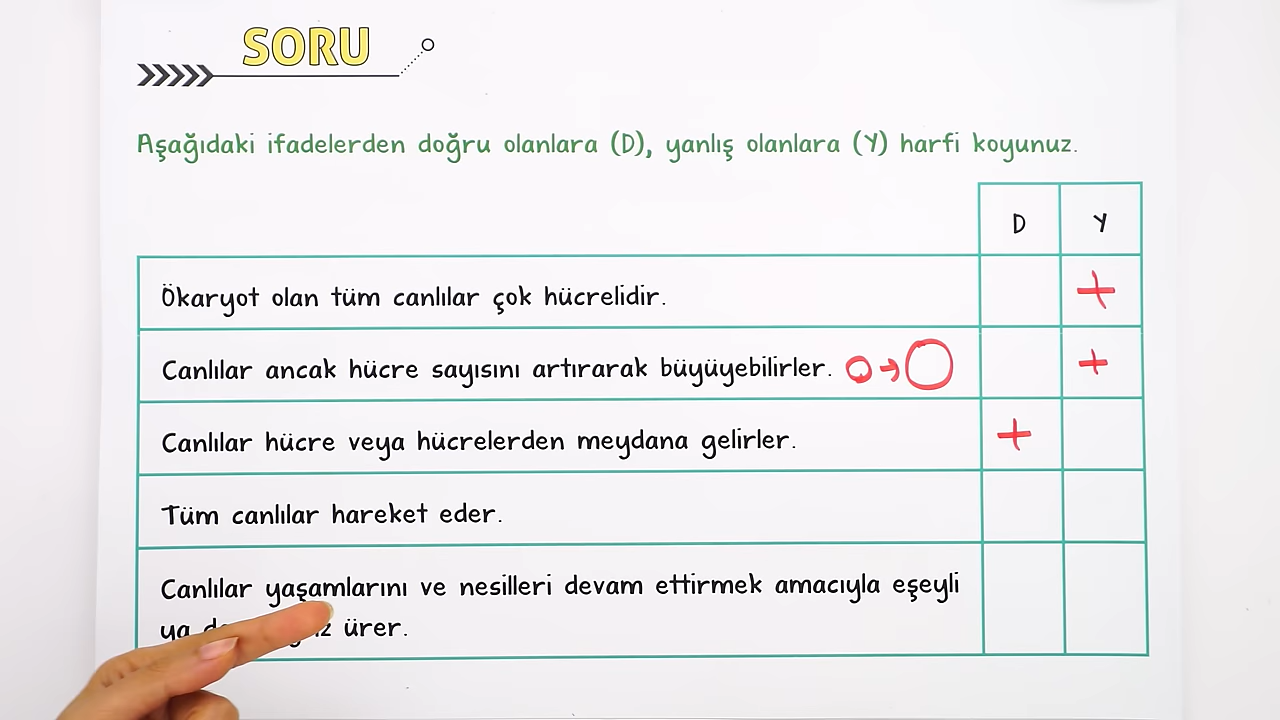 SORU
Aşağıdaki ifadelerden doğru olanlara (D), yanlış olanlara (Y) harfi koyunuz.
D Y
Ökaryot olan tüm canlılar çok hücrelidir. +
Canlılar ancak hücre sayısını artırarak büyüyebilirler. +
Canlılar hücre veya hücrelerden meydana gelirler. +
Tüm canlılar hareket eder.
Canlılar yaşamlarını ve nesilleri devam ettirmek amacıyla eşeyli
ya ürer.